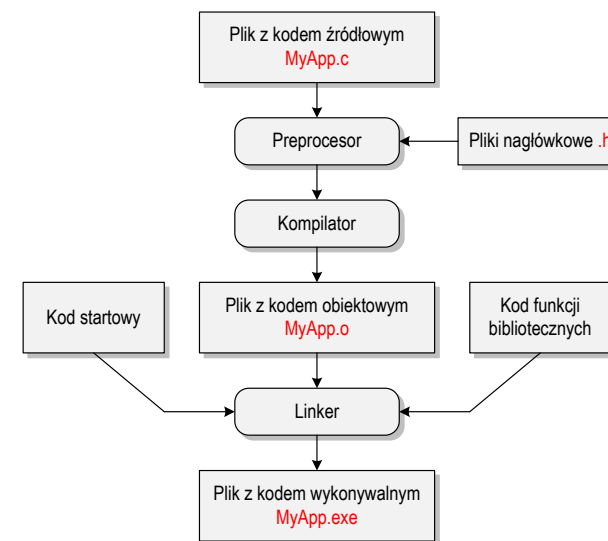 Plik z kodem źródłowym
MyApp.c
Preprocesor
Pliki nagłówkowe .h
Kompilator
Kod startowy
Plik z kodem obiektowym
MyApp.o
Kod funkcji
bibliotecznych
Linker
Plik z kodem wykonywalnym
MyApp.exe